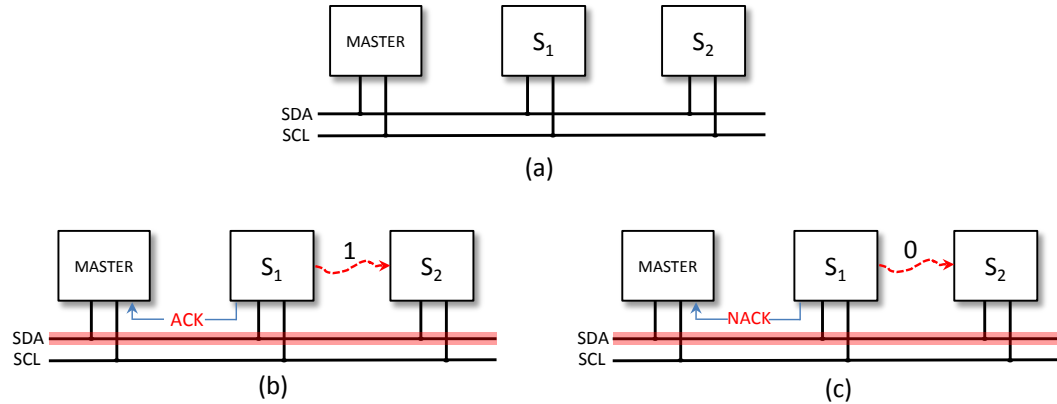 MASTER
S₁
S₂
SDA
SCL
(a)
MASTER
S₁
1
S₂
ACK
SDA
SCL
(b)
MASTER
S₁
0
S₂
NACK
SDA
SCL
(c)